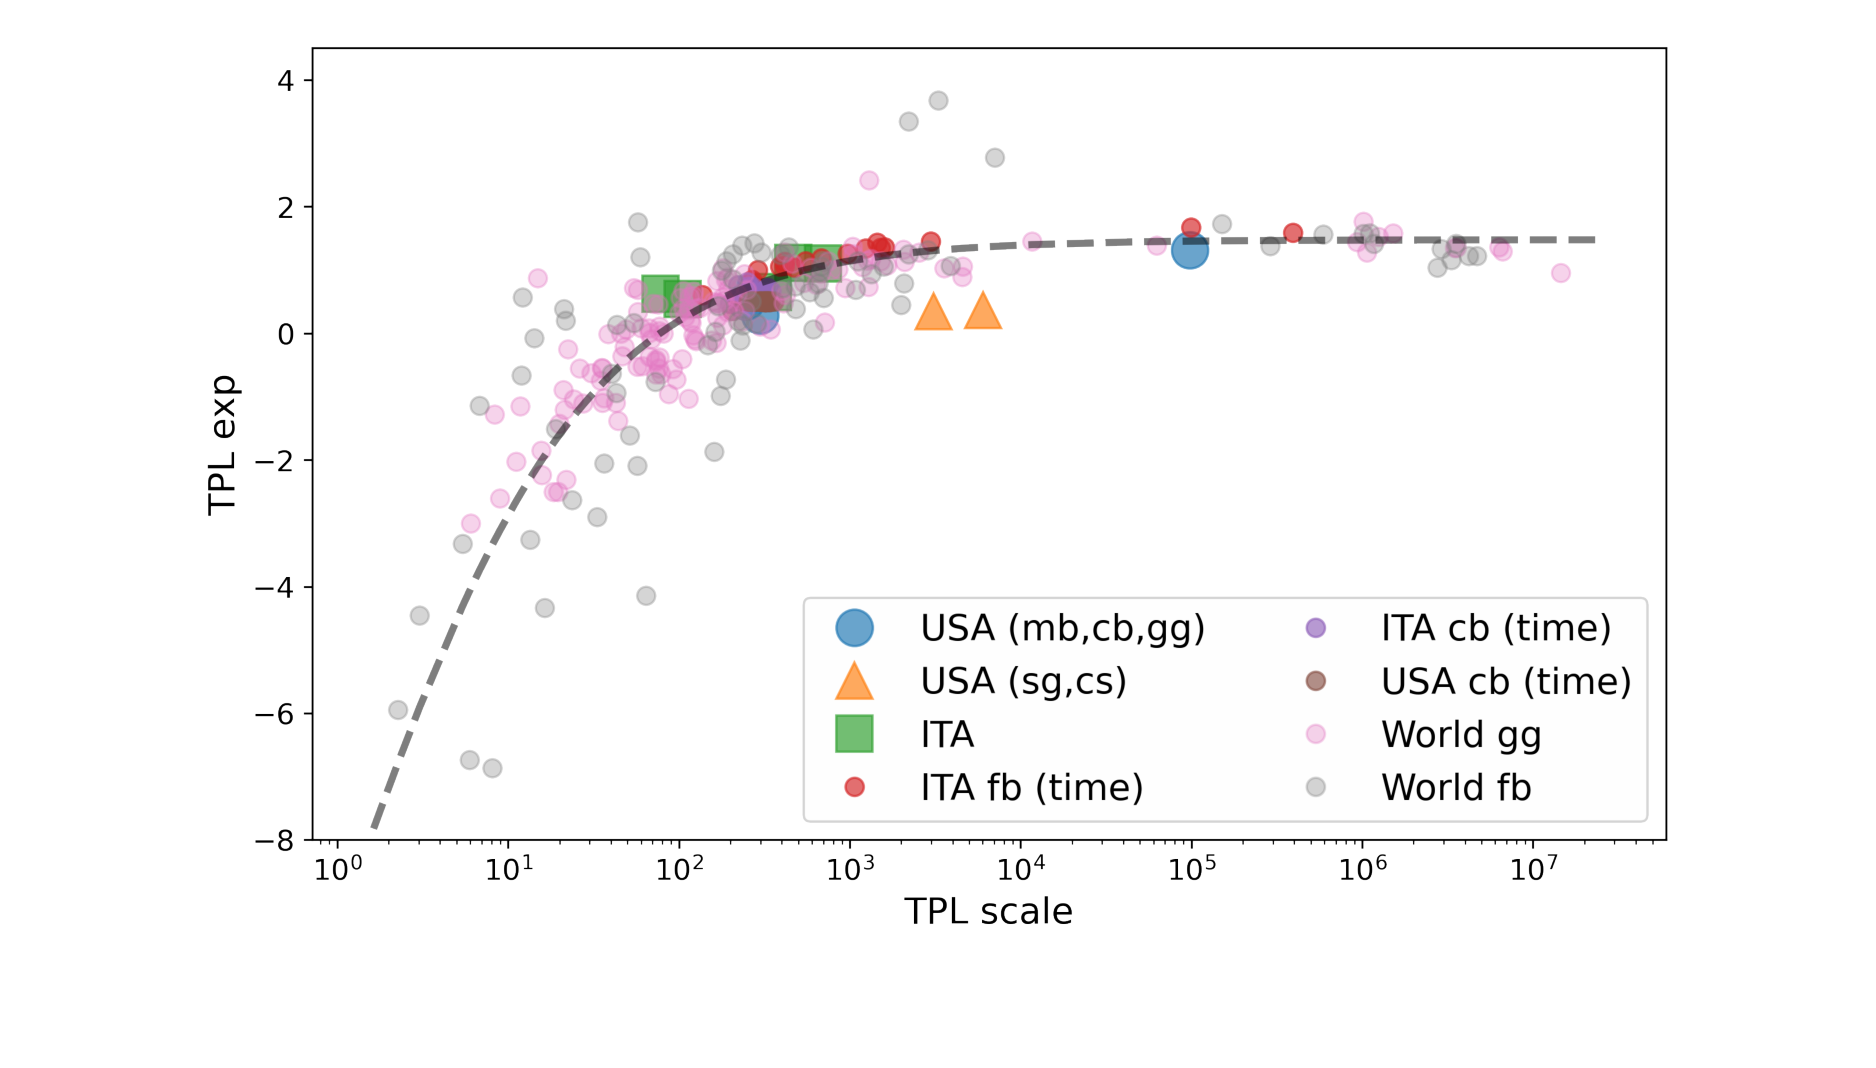 4
2
0
−2
−4
−6
−8
TPL exp
10⁰ 10¹ 10² 10³ 10⁴ 10⁵ 10⁶ 10⁷
TPL scale
USA (mb,cb,gg)
USA (sg,cs)
ITA
ITA fb (time)
ITA cb (time)
USA cb (time)
World gg
World fb